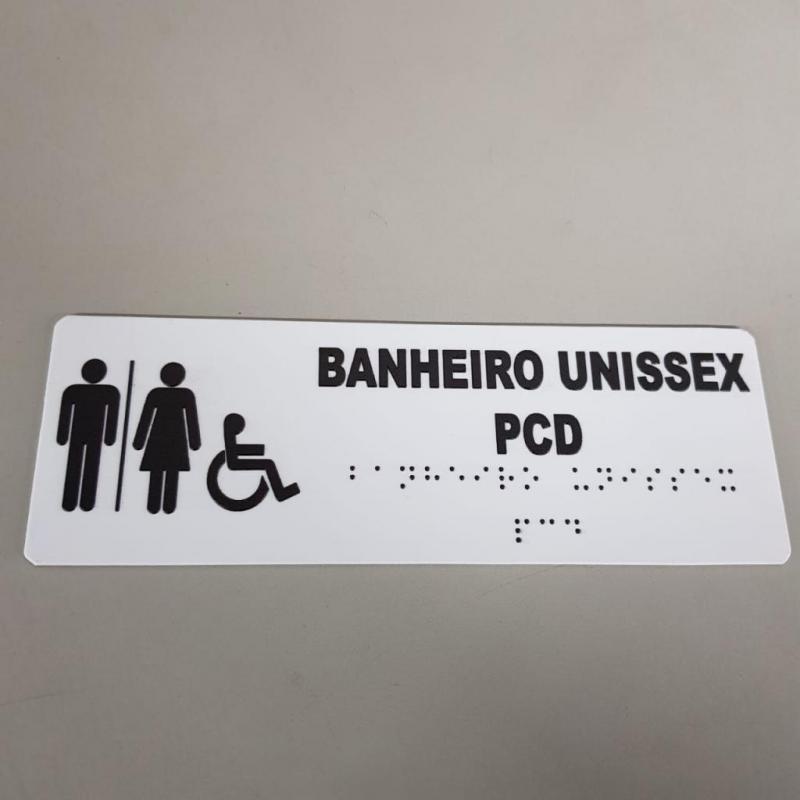 BANHEIRO UNISSEX
PCD
⠃⠁⠝⠓⠑⠊⠗⠕ ⠥⠝⠊⠎⠎⠑⠭
⠏⠉⠙